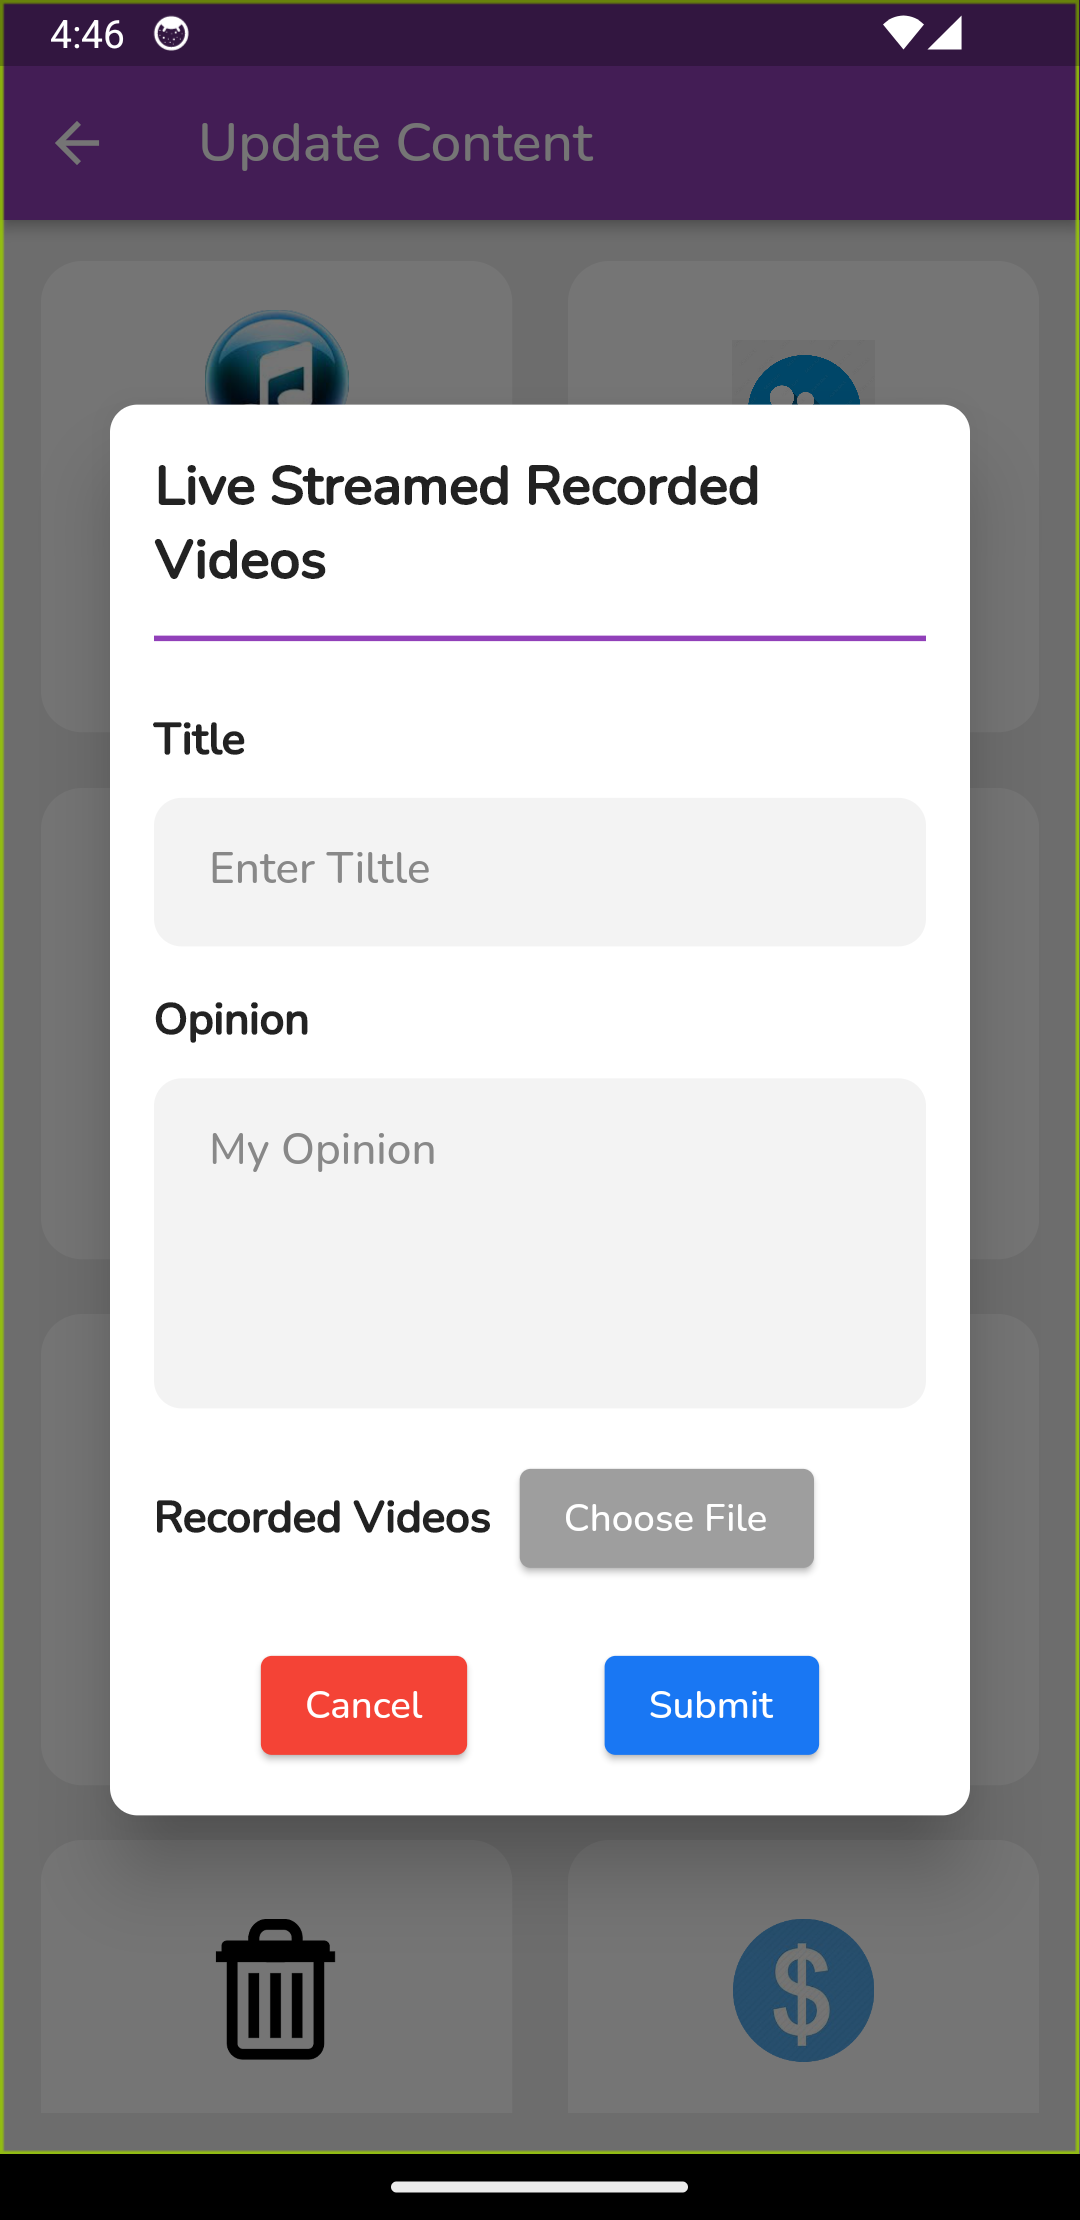 4:46
Update Content
Live Streamed Recorded
Videos
Title
Enter Tiltle
Opinion
My Opinion
Recorded Videos
Choose File
Cancel
Submit
$